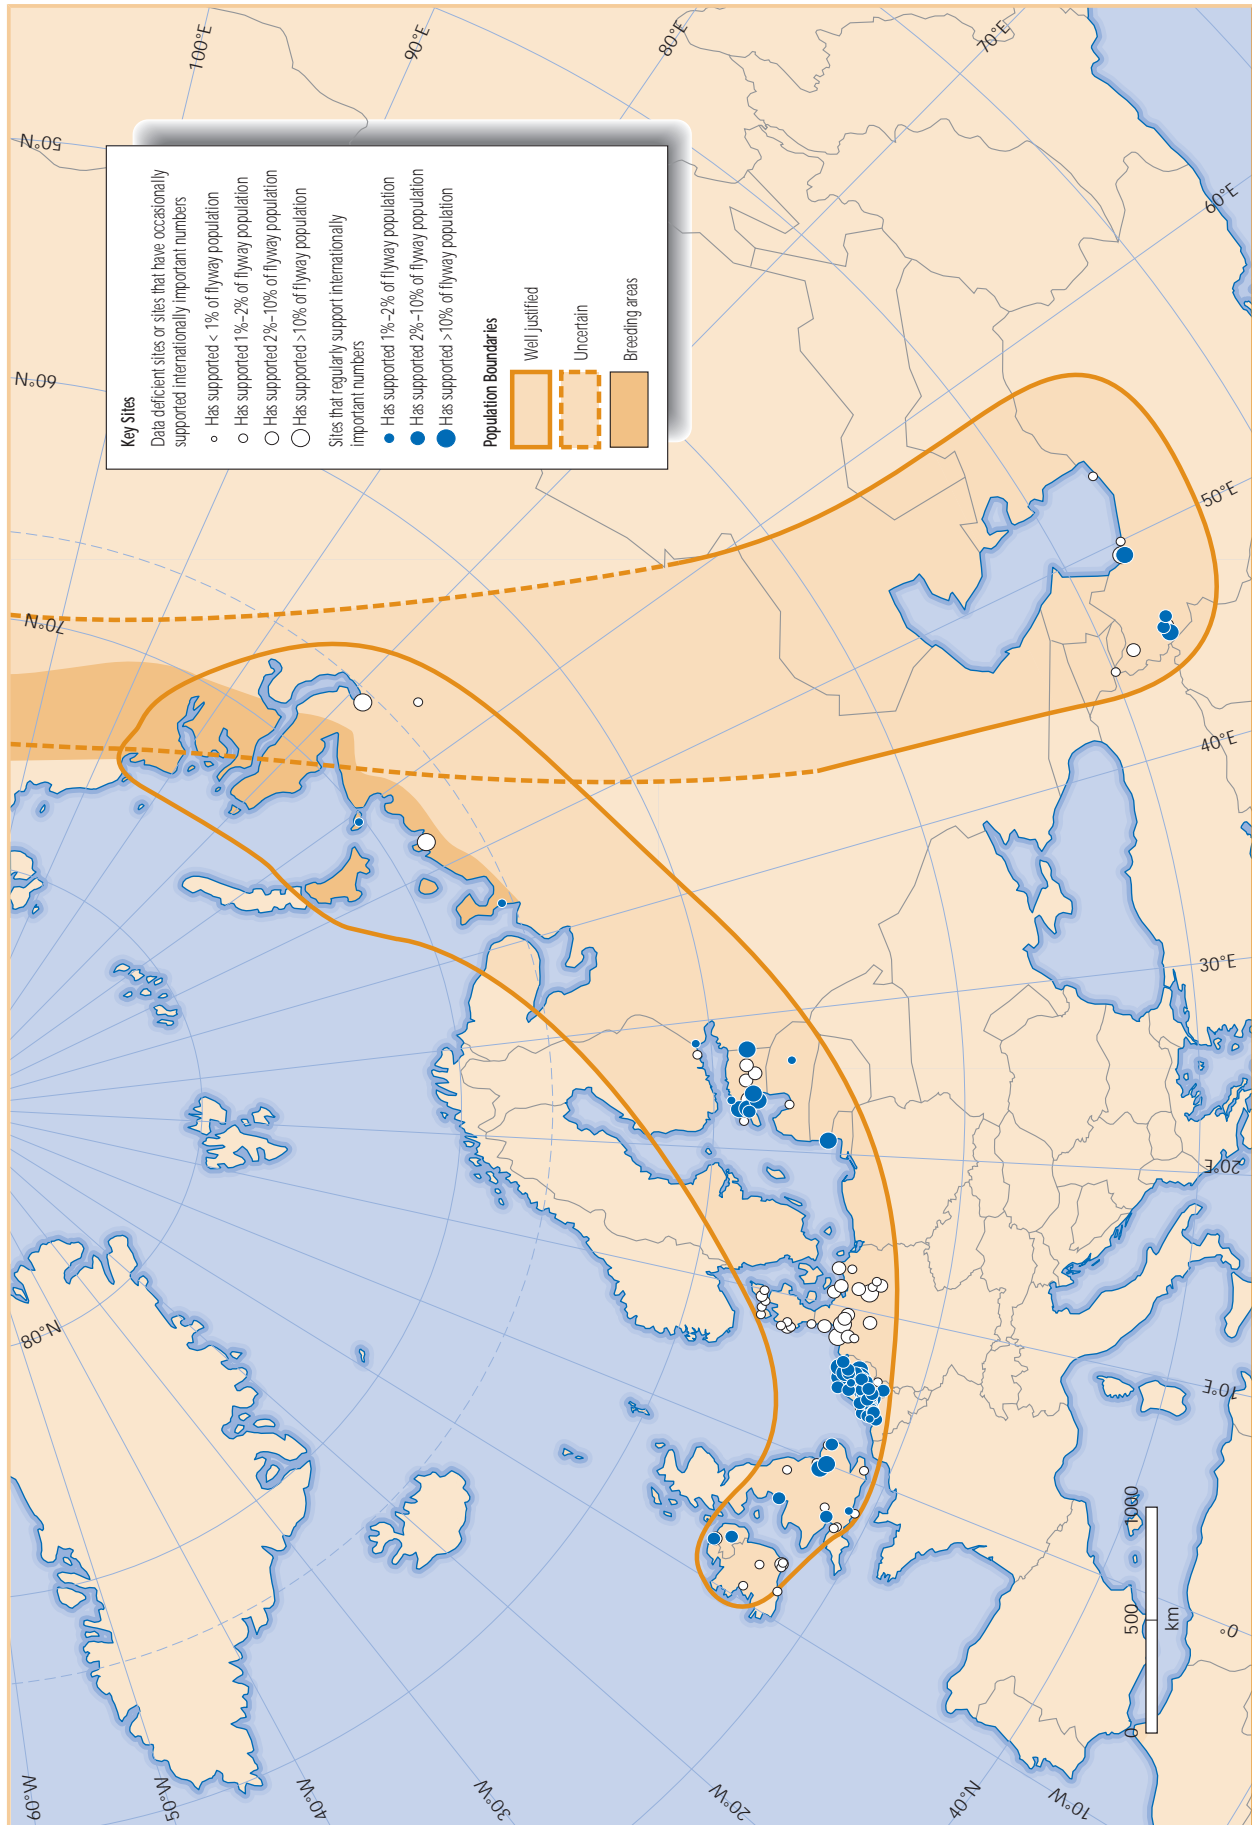 Key Sites
Data deficient sites or sites that have occasionally
supported internationally important numbers
Has supported < 1% of flyway population
Has supported 1%–2% of flyway population
Has supported 2%–10% of flyway population
Has supported >10% of flyway population
Sites that regularly support internationally
important numbers
Has supported 1%–2% of flyway population
Has supported 2%–10% of flyway population
Has supported >10% of flyway population
Population Boundaries
Well justified
Uncertain
Breeding areas
50°N
60°N
70°N
80°N
60°W
50°W
40°W
30°W
20°W
40°N
10°W
0°
10°E
20°E
30°E
40°E
50°E
60°E
70°E
80°E
90°E
100°E
0 500 1000
km